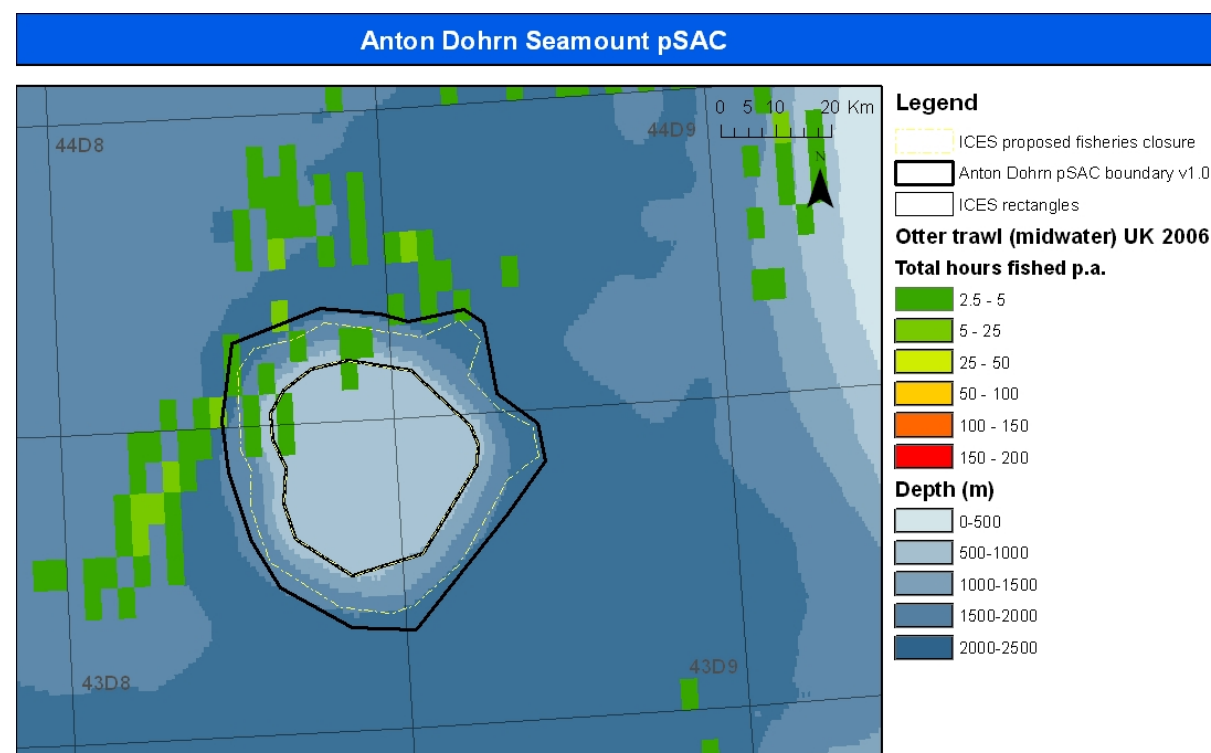 Anton Dohrn Seamount pSAC
44D8
44D9
0 5 10 20 Km
N
43D8
43D9
Legend
ICES proposed fisheries closure
Anton Dohrn pSAC boundary v1.0
ICES rectangles
Otter trawl (midwater) UK 2006
Total hours fished p.a.
2.5 - 5
5 - 25
25 - 50
50 - 100
100 - 150
150 - 200
Depth (m)
0-500
500-1000
1000-1500
1500-2000
2000-2500